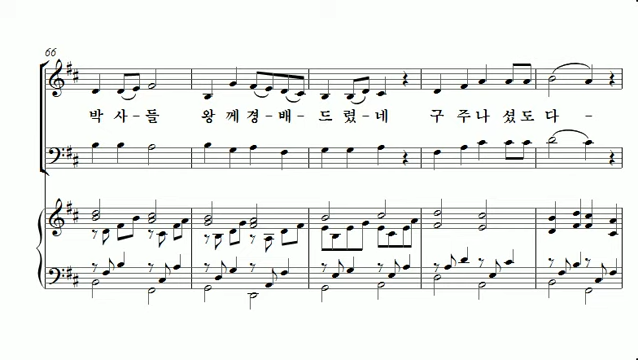 66
박 사 - 들 왕 께 경 - 배 - 드 렸 - 네 구 주 나 셨 도 다 -